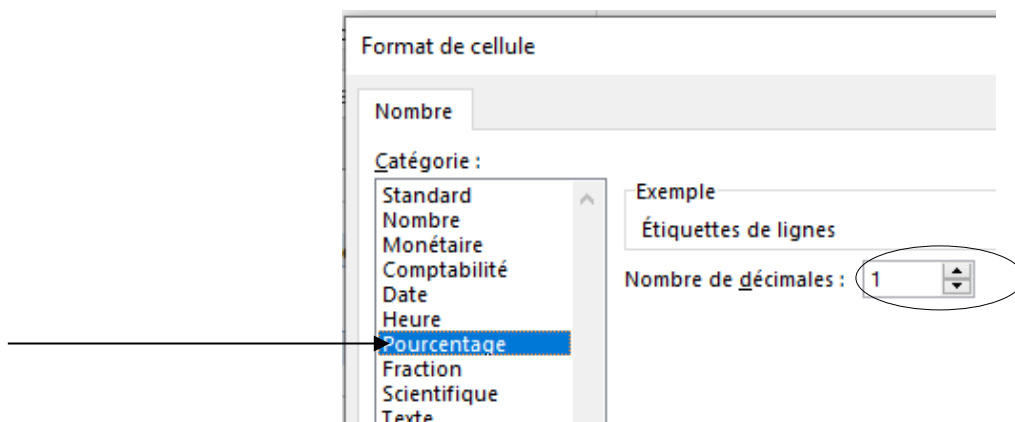 Format de cellule
Nombre
Catégorie :
Standard
Nombre
Monétaire
Comptabilité
Date
Heure
Pourcentage
Fraction
Scientifique
Texte
Exemple
Étiquettes de lignes
Nombre de décimales : 1